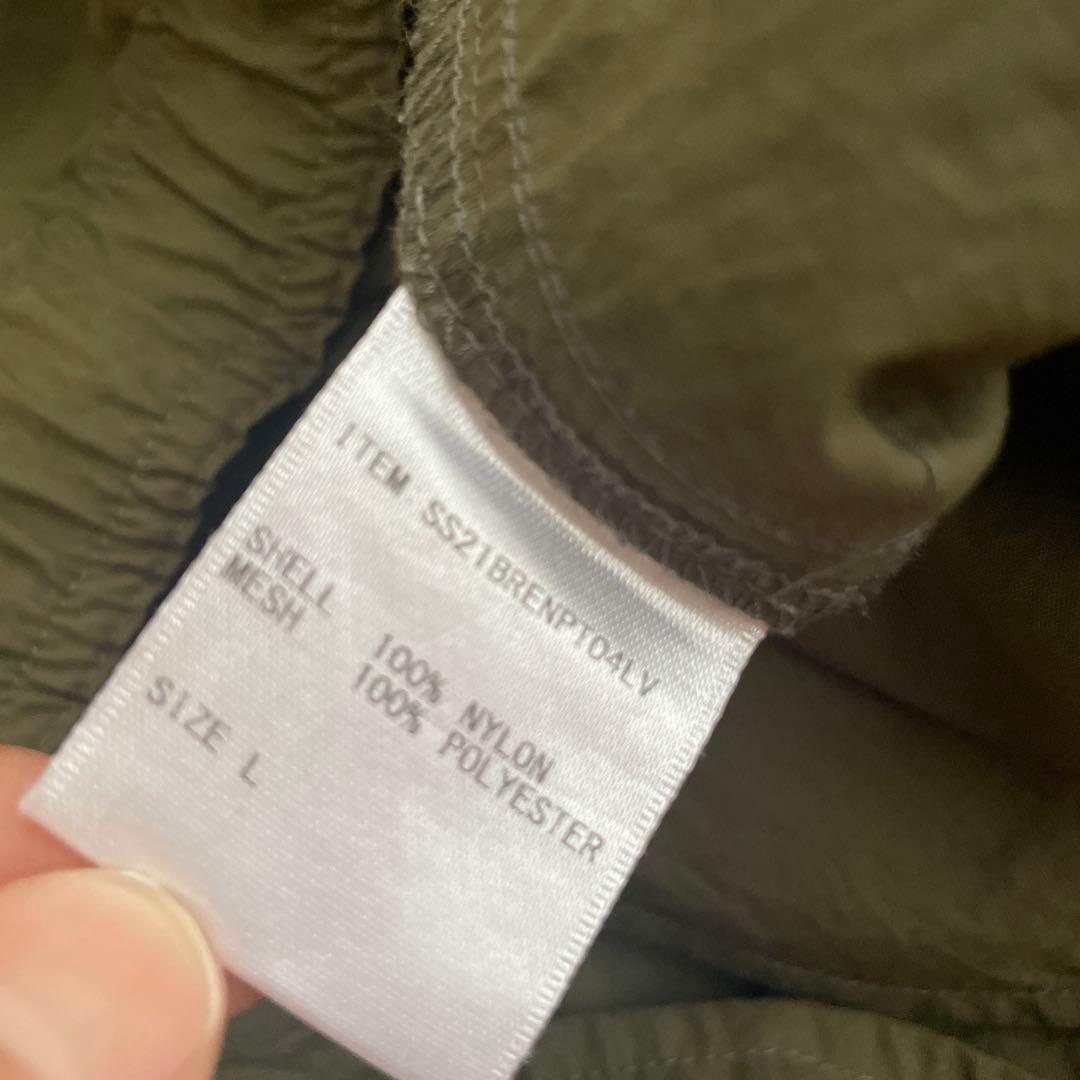 ITEM SS21BRENPT04LV
SHELL 100% NYLON
MESH 100% POLYESTER
SIZE L